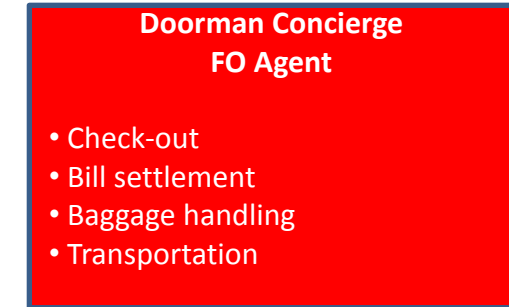 Doorman Concierge
FO Agent
• Check-out
• Bill settlement
• Baggage handling
• Transportation